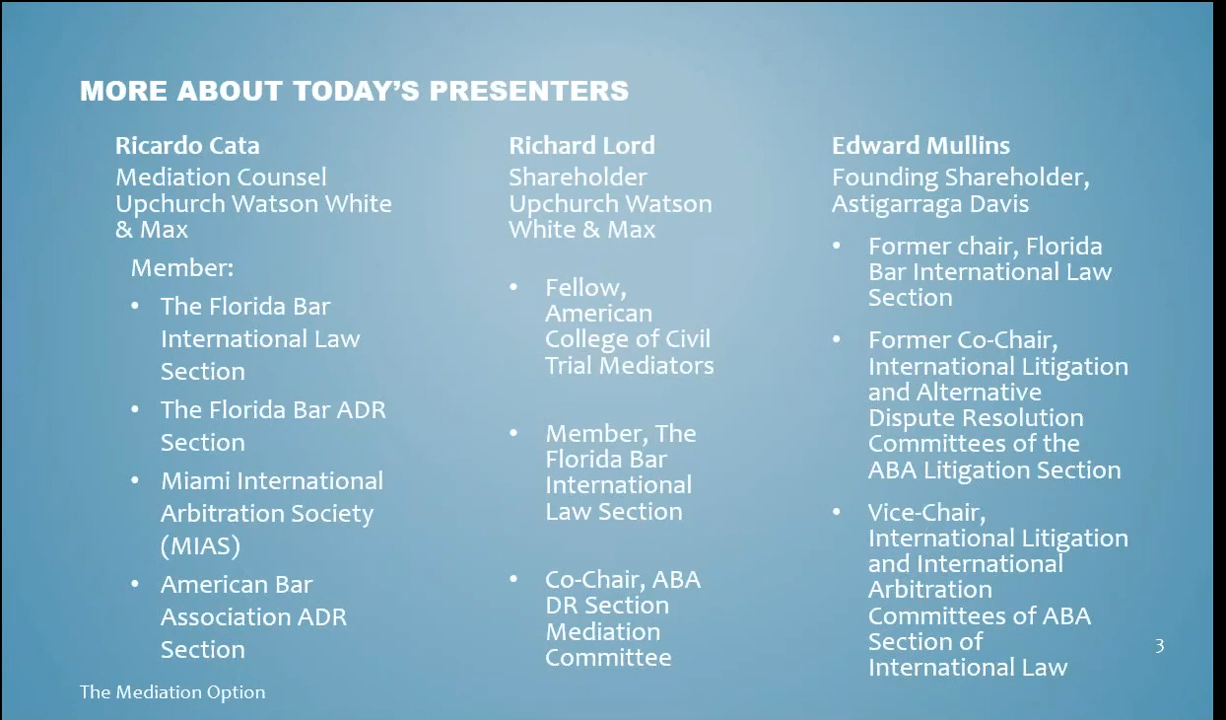 MORE ABOUT TODAY’S PRESENTERS
Ricardo Cata
Mediation Counsel
Upchurch Watson White
& Max
Member:
• The Florida Bar
International Law
Section
• The Florida Bar ADR
Section
• Miami International
Arbitration Society
(MIAS)
• American Bar
Association ADR
Section
Richard Lord
Shareholder
Upchurch Watson
White & Max
• Fellow,
American
College of Civil
Trial Mediators
• Member, The
Florida Bar
International
Law Section
• Co-Chair, ABA
DR Section
Mediation
Committee
Edward Mullins
Founding Shareholder,
Astigarraga Davis
• Former chair, Florida
Bar International Law
Section
• Former Co-Chair,
International Litigation
and Alternative
Dispute Resolution
Committees of the
ABA Litigation Section
• Vice-Chair,
International Litigation
and International
Arbitration
Committees of ABA
Section of
International Law
3
The Mediation Option